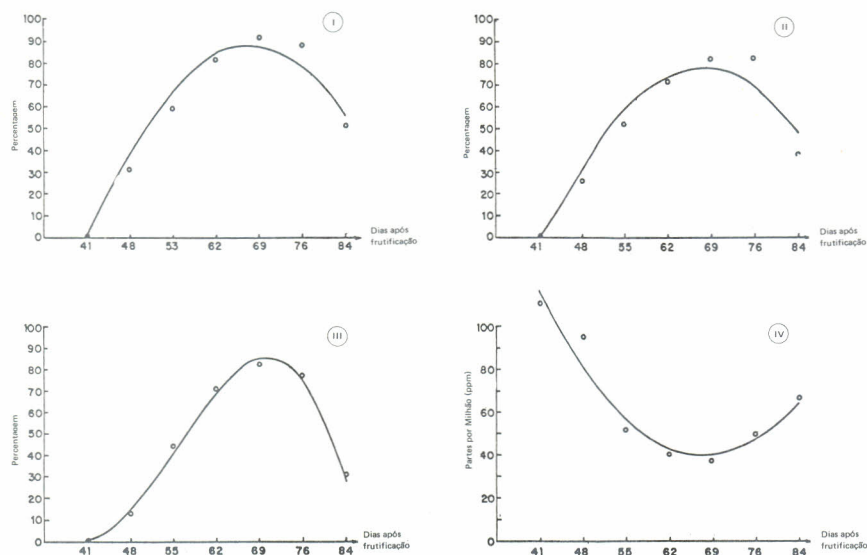 I
100
90
80
70
60
50
40
30
20
10
0
Percentagem
41 48 53 62 69 76 84
Dias após
frutificação
II
100
90
80
70
60
50
40
30
20
10
0
Percentagem
41 48 55 62 69 76 84
Dias após
frutificação
III
100
90
80
70
60
50
40
30
20
10
0
Percentagem
41 48 55 62 69 76 84
Dias após
frutificação
IV
100
80
60
40
20
0
Partes por Milhão (ppm)
41 48 55 62 69 76 84
Dias após
frutificação